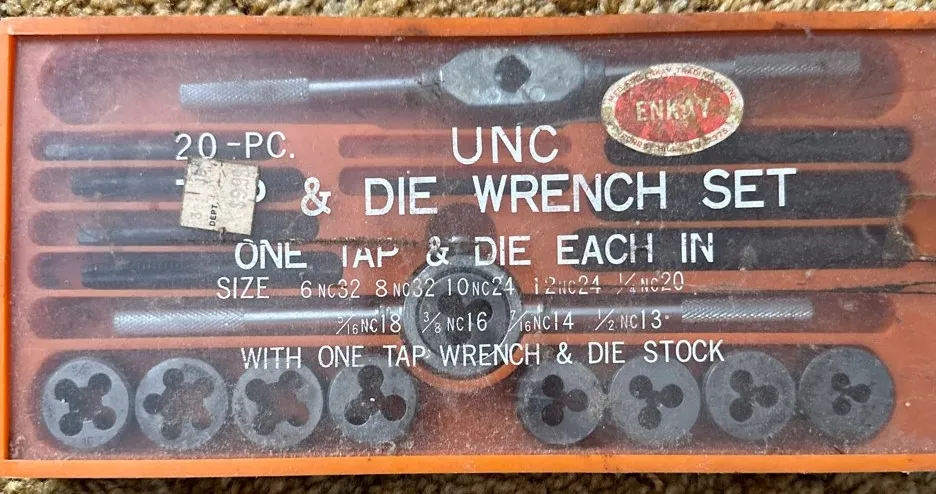 ENKAY
20-PC. UNC
& DIE WRENCH SET
ONE TAP & DIE EACH IN
SIZE 6NC32 8NC32 10NC24 12NC24 1/4NC20
5/16NC18 3/8NC16 7/16NC14 1/2NC13
WITH ONE TAP WRENCH & DIE STOCK
DEPT.